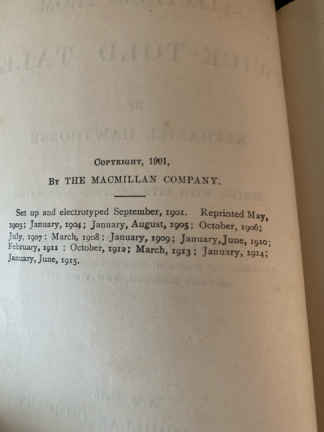 COPYRIGHT, 1901,
BY THE MACMILLAN COMPANY.
Set up and electrotyped September, 1901. Reprinted May,
1903; January, 1904; January, August, 1905; October, 1906;
July, 1907; March, 1908; January, 1909; January, June, 1910;
February, 1911 ; October, 1912; March, 1913; January, 1914;
January, June, 1915.